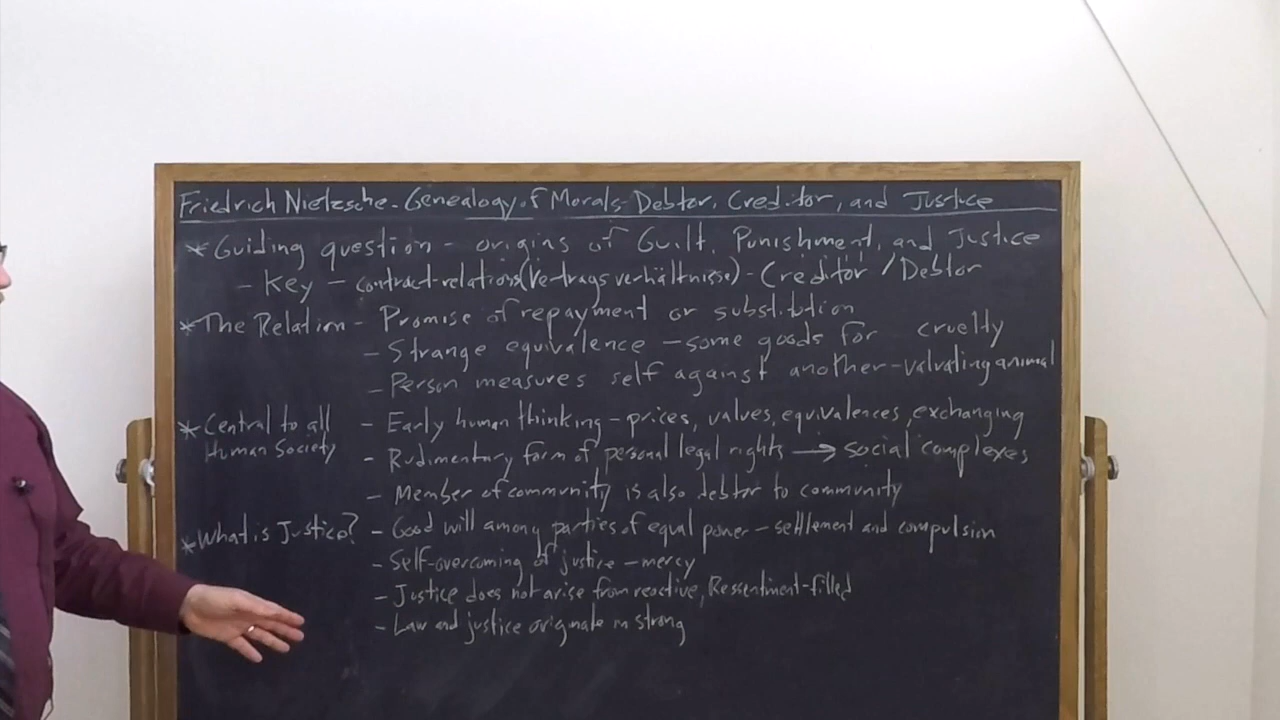 Friedrich Nietzsche - Genealogy of Morals - Debtor, Creditor, and Justice
* Guiding question - origins of Guilt, Punishment, and Justice
- Key - contract-relations (Vertragsverhältnisse) - Creditor / Debtor
* The Relation - Promise of repayment or substitution
- Strange equivalence - some goods for cruelty
- Person measures self against another - valuating animal
* Central to all Human Society - Early human thinking - prices, values, equivalences, exchanging
- Rudimentary form of personal legal rights → social complexes
- Member of community is also debtor to community
* What is Justice? - Good will among parties of equal power - settlement and compulsion
- Self-overcoming of justice - mercy
- Justice does not arise from reactive, Ressentiment-filled
- Law and justice originate in strong